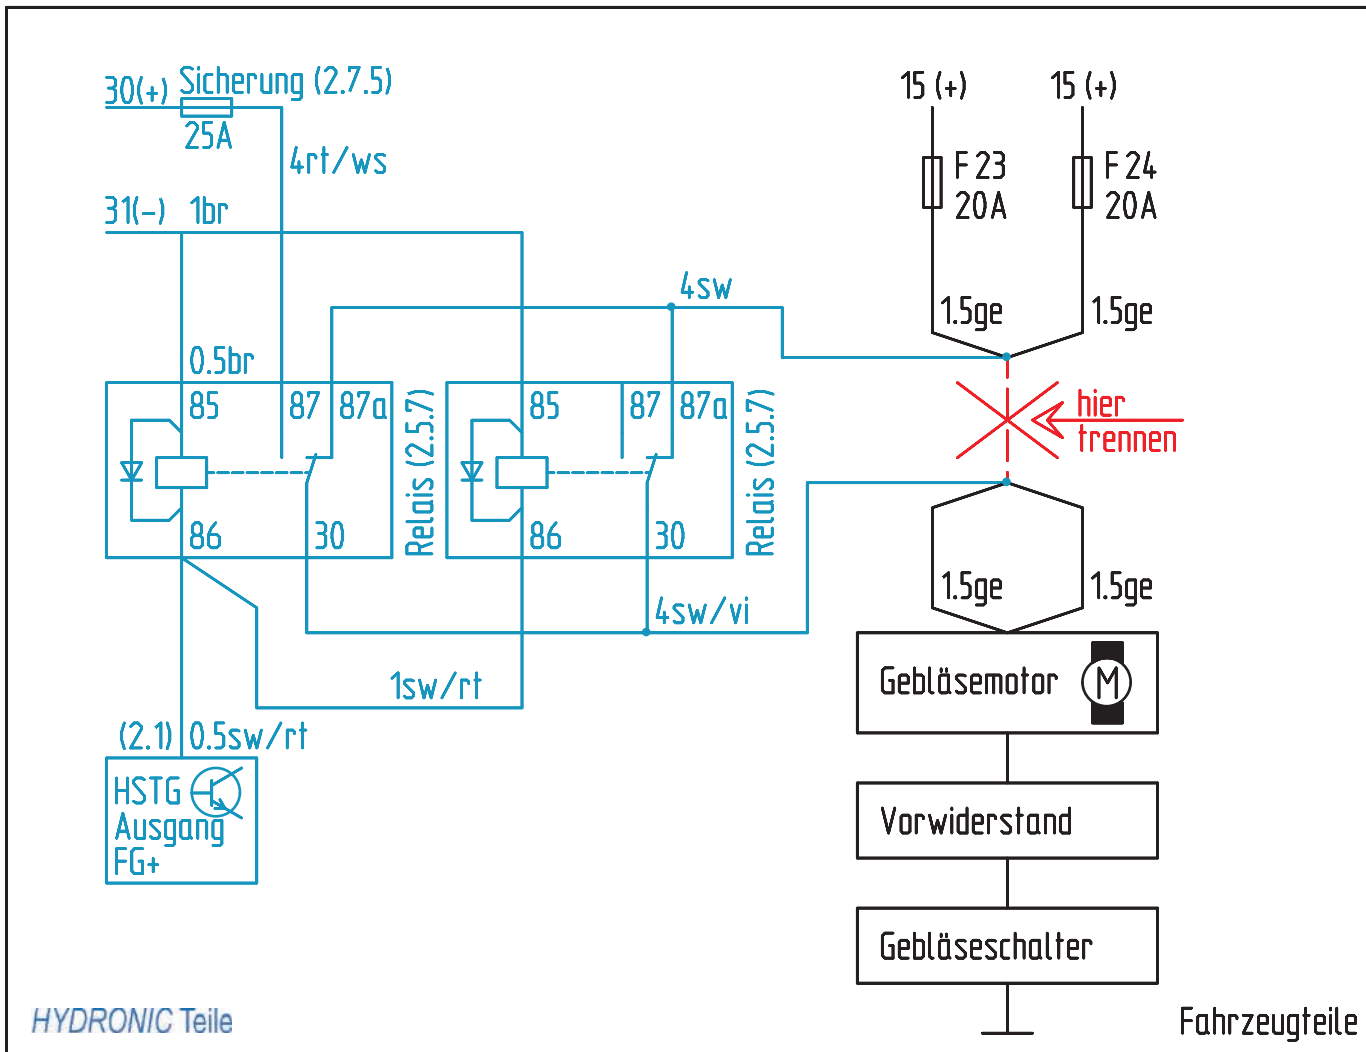 Sicherung (2.7.5)
30(+)
25A
4rt/ws
31(-) 1br
15 (+)
15 (+)
F 23
20A
F 24
20A
4sw
1.5ge
1.5ge
0.5br
85
87
87a
Relais (2.5.7)
86
30
85
87
87a
Relais (2.5.7)
86
30
hier
trennen
1.5ge
1.5ge
4sw/vi
1sw/rt
Gebläsemotor
M
(2.1) 0.5sw/rt
HSTG
Ausgang
FG+
Vorwiderstand
Gebläseschalter
HYDRONIC Teile
Fahrzeugteile